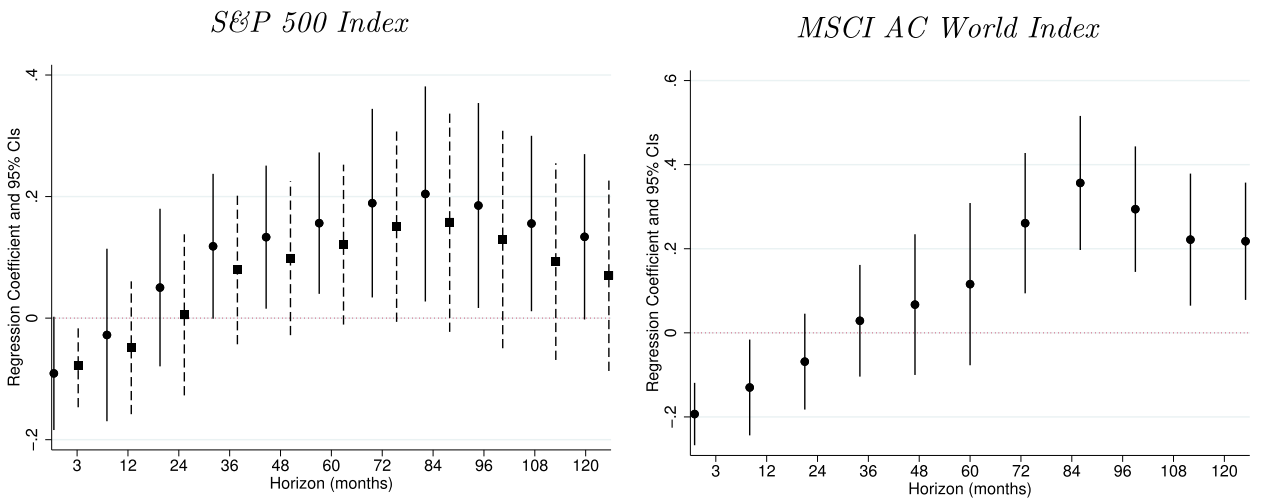 S&P 500 Index
Regression Coefficient and 95% CIs
.4
.2
0
-.2
3 12 24 36 48 60 72 84 96 108 120
Horizon (months)
MSCI AC World Index
Regression Coefficient and 95% CIs
.6
.4
.2
0
-.2
3 12 24 36 48 60 72 84 96 108 120
Horizon (months)